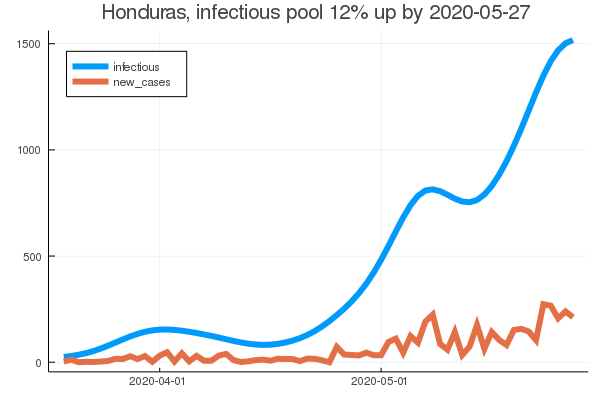 Honduras, infectious pool 12% up by 2020-05-27
1500
infectious
new_cases
1000
500
0
2020-04-01 2020-05-01